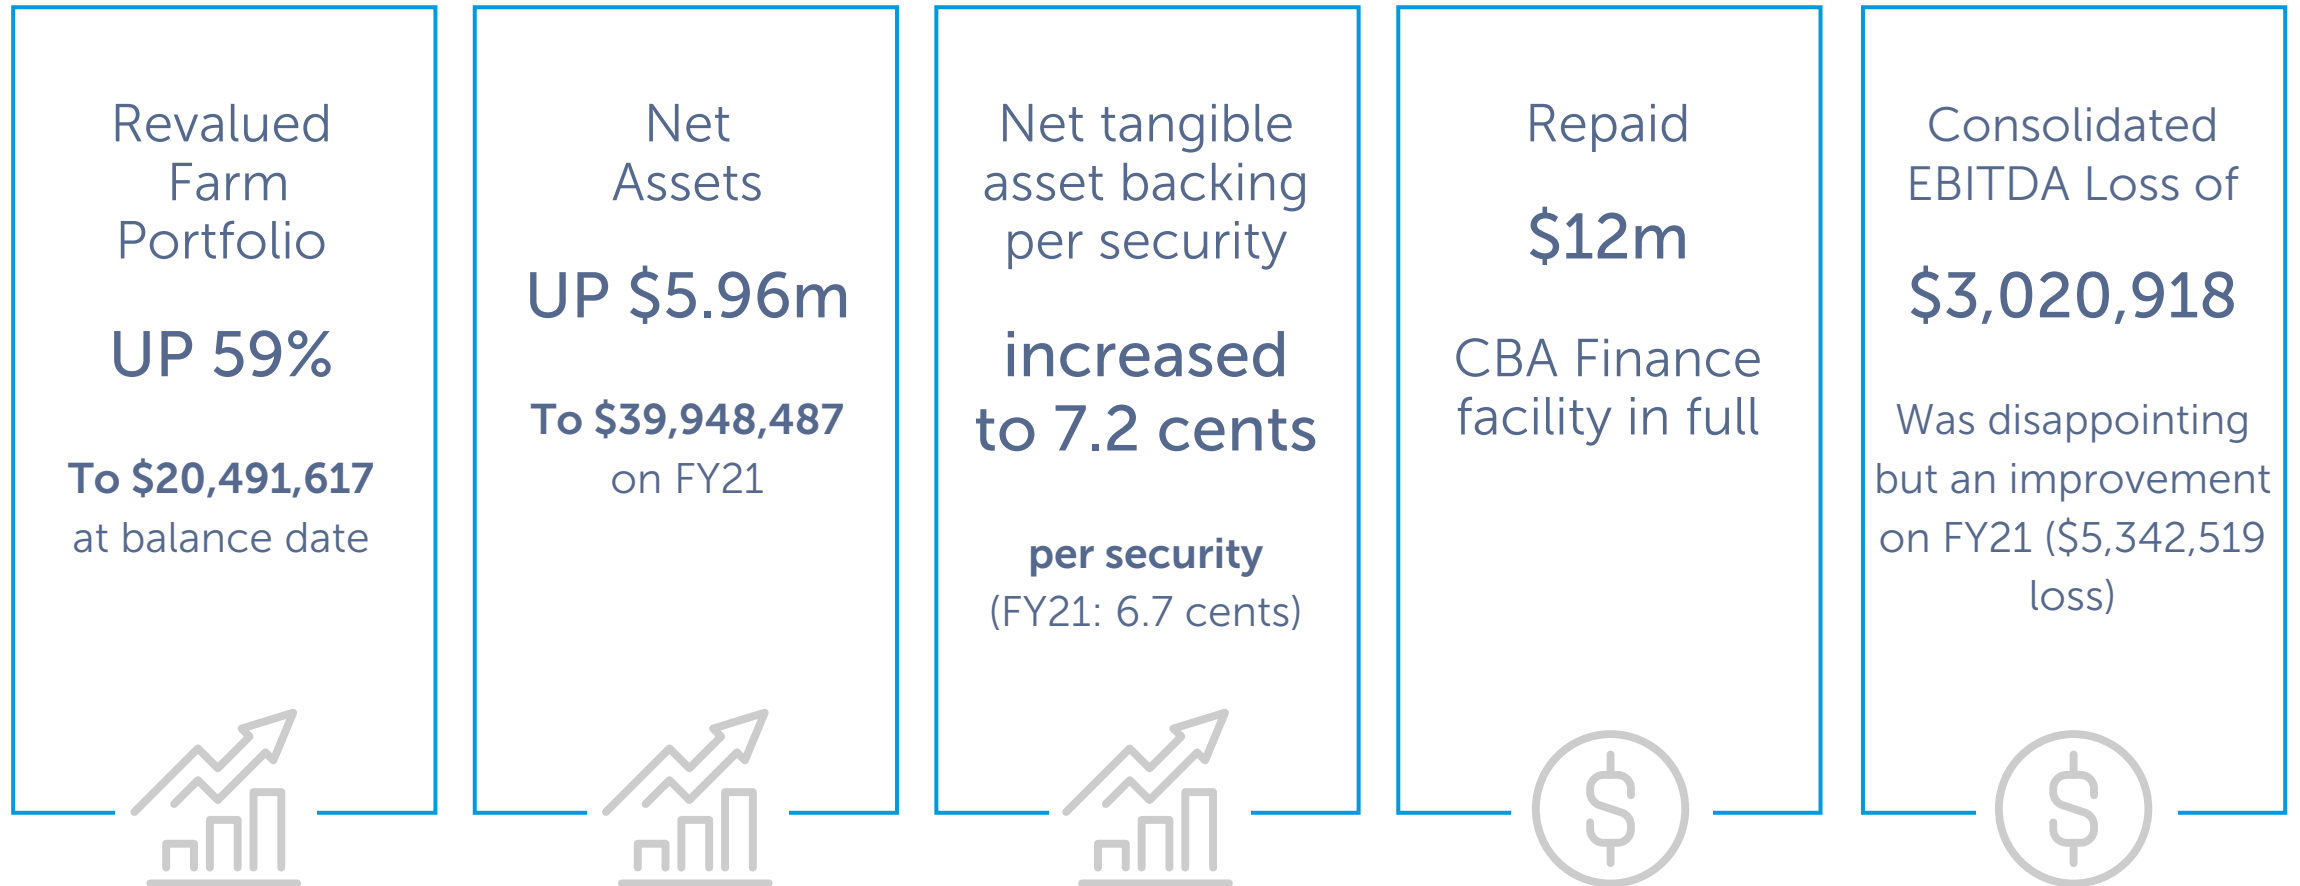 Revalued
Farm
Portfolio
UP 59%
To $20,491,617
at balance date
Net
Assets
UP $5.96m
To $39,948,487
on FY21
Net tangible
asset backing
per security
increased
to 7.2 cents
per security
(FY21: 6.7 cents)
Repaid
$12m
CBA Finance
facility in full
Consolidated
EBITDA Loss of
$3,020,918
Was disappointing
but an improvement
on FY21 ($5,342,519
loss)